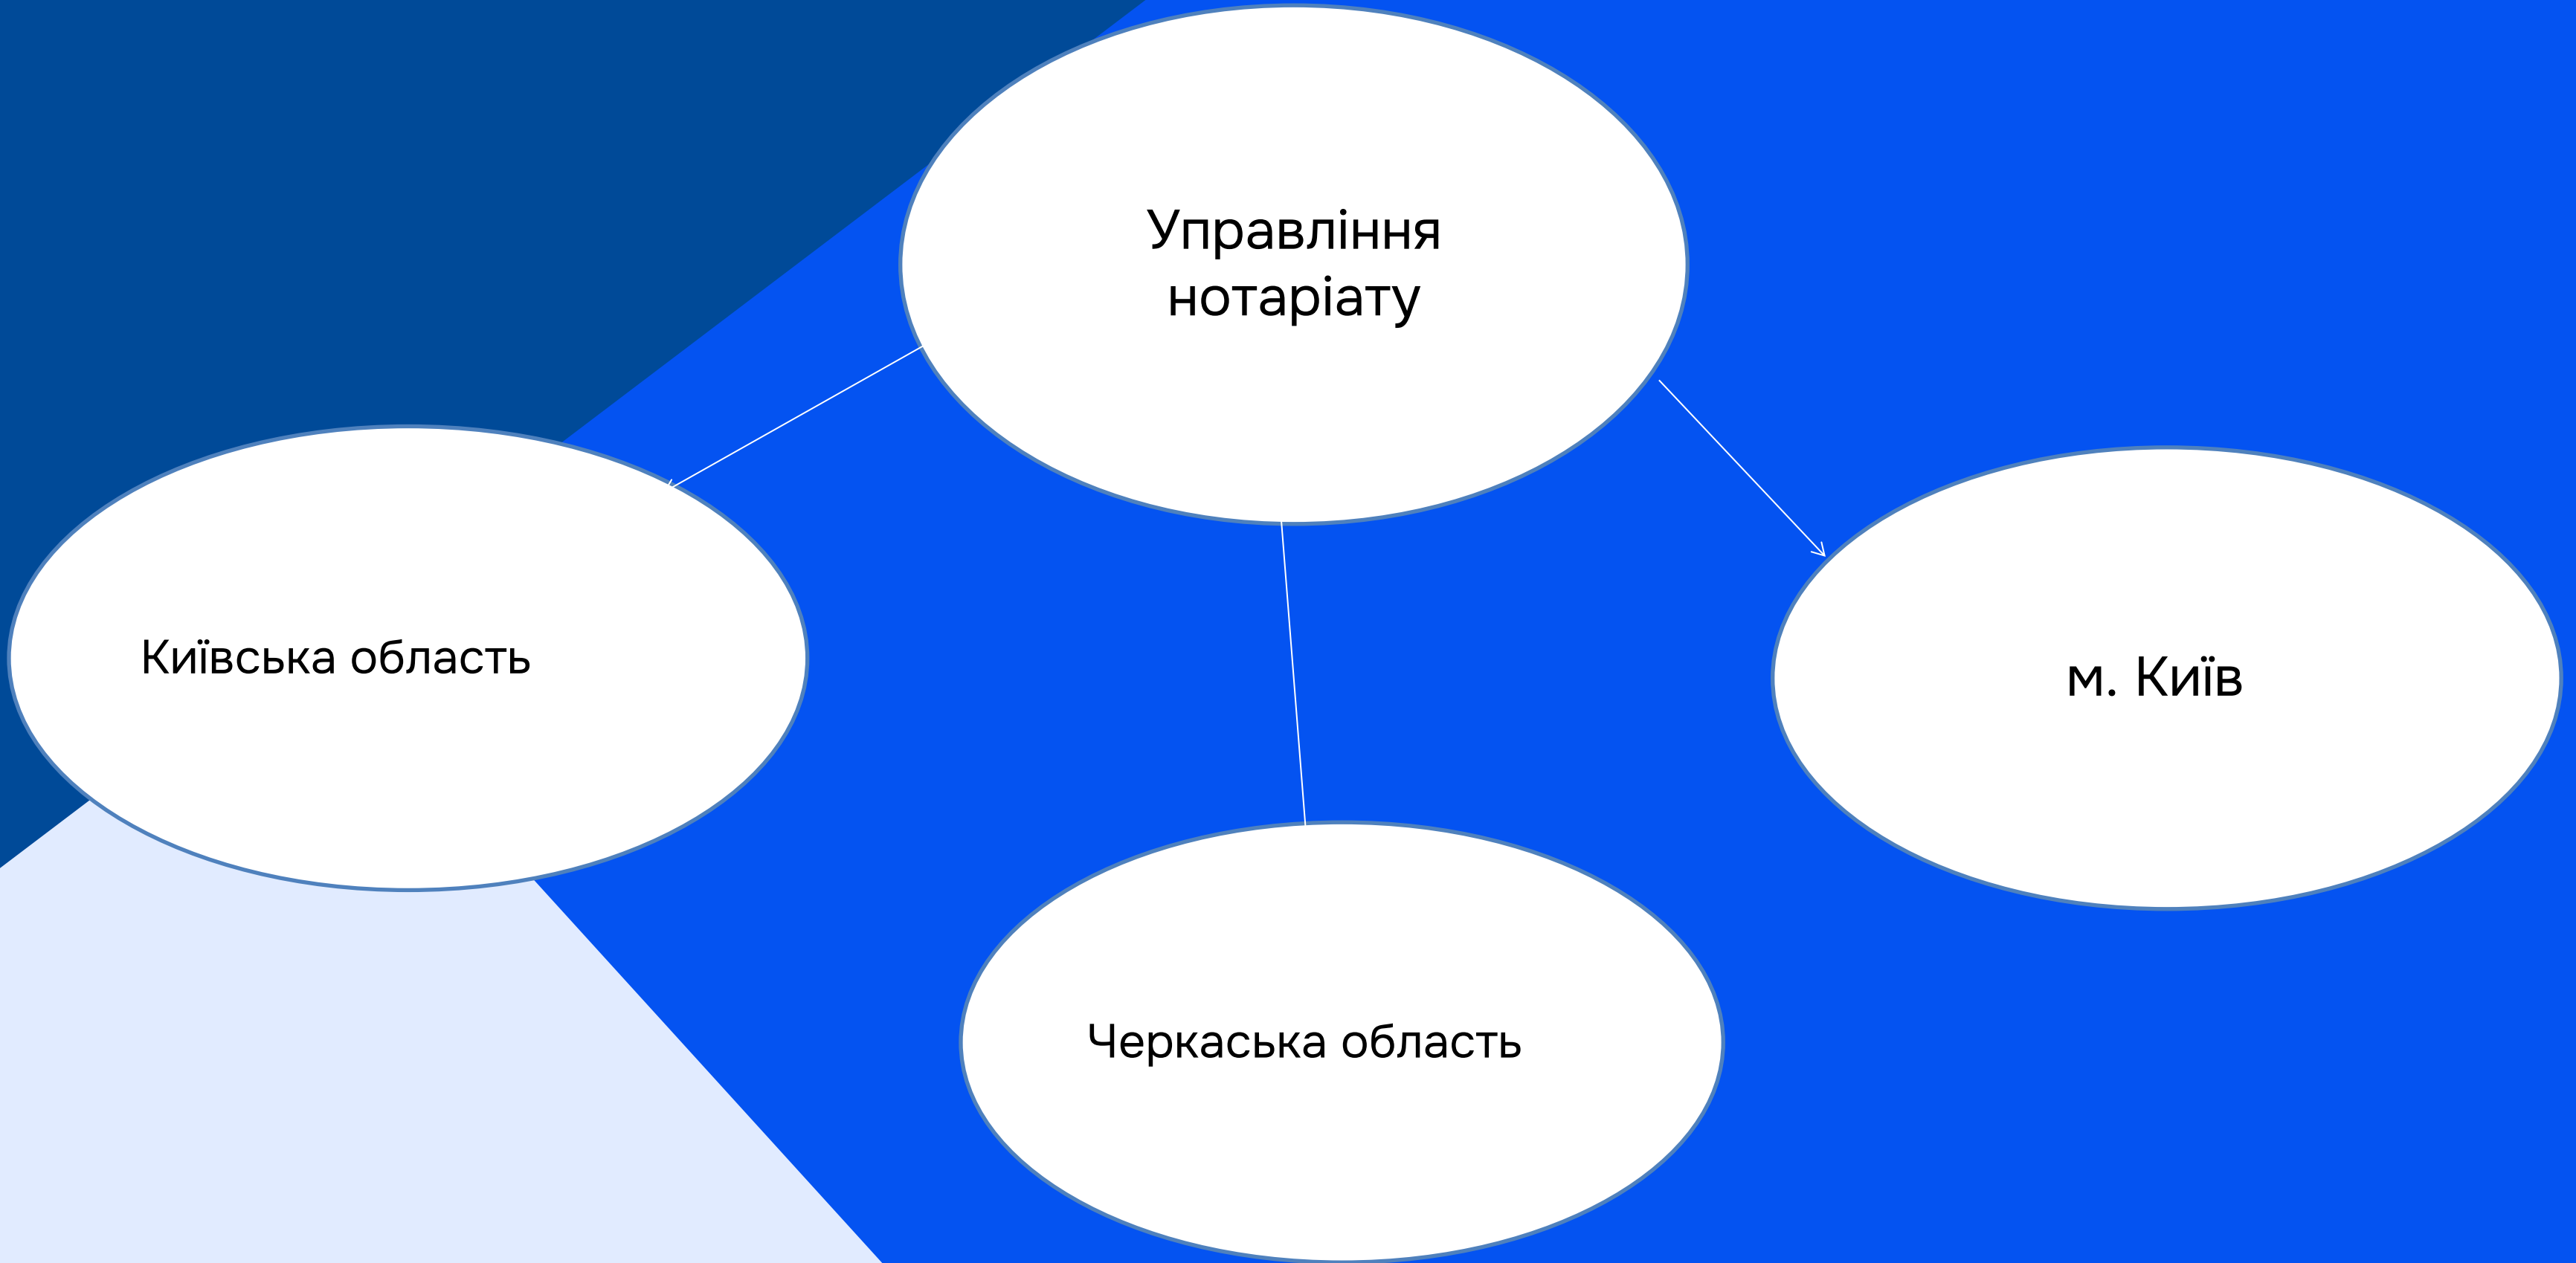 Управління
нотаріату
Київська область
м. Київ
Черкаська область